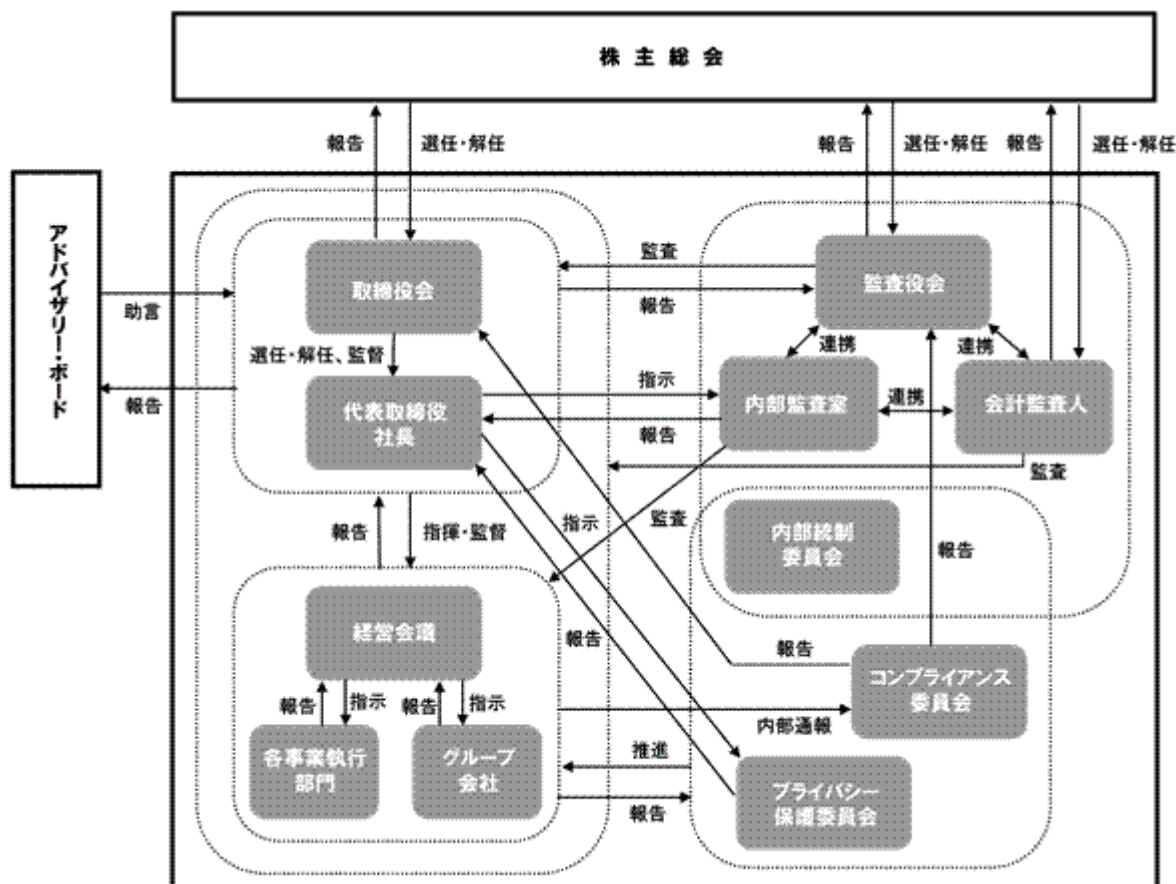 株主総会
報告
選任・解任
報告
選任・解任
報告
選任・解任
アドバイザリー・ボード
助言
報告
取締役会
監査
報告
監査役会
選任・解任、監督
連携
連携
代表取締役
社長
指示
報告
内部監査室
連携
会計監査人
監査
報告
指揮・監督
指示
監査
内部統制
委員会
報告
経営会議
報告
報告
コンプライアンス
委員会
報告
指示
報告
指示
内部通報
各事業執行
部門
グループ
会社
推進
報告
プライバシー
保護委員会